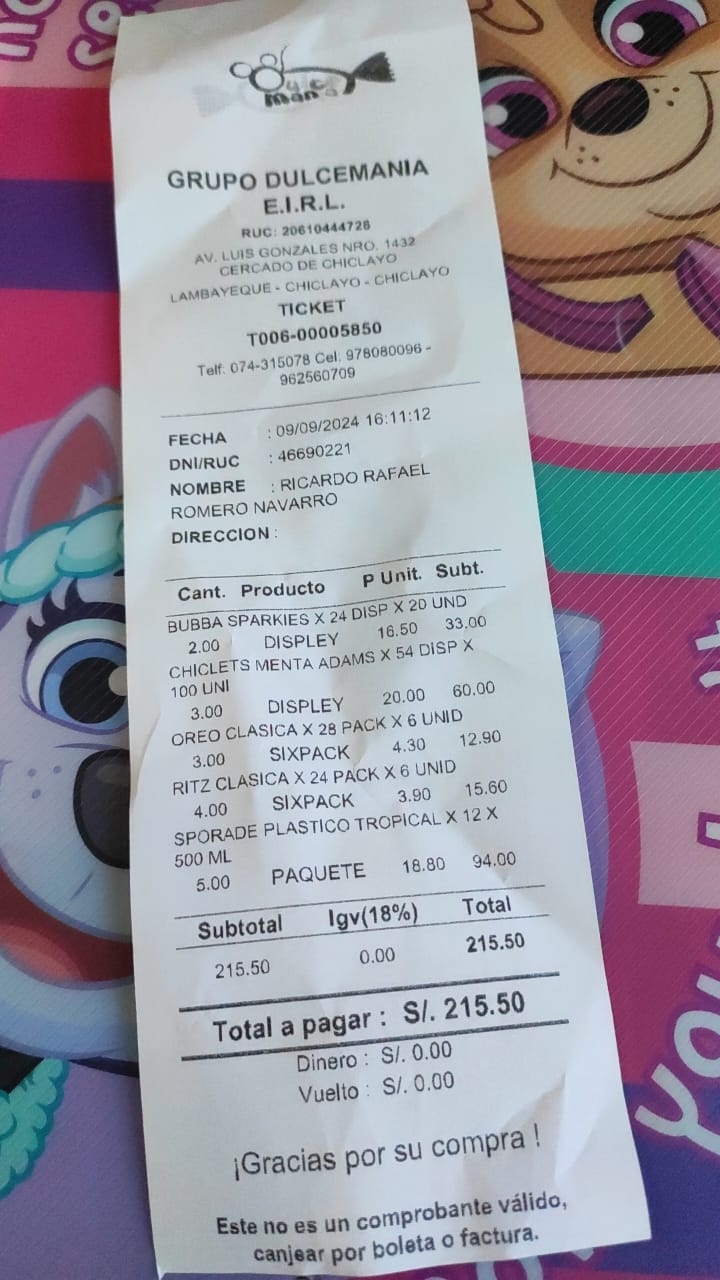 Dulce
Manía
GRUPO DULCEMANIA
E.I.R.L.
RUC: 20610444728
AV. LUIS GONZALES NRO. 1432
CERCADO DE CHICLAYO
LAMBAYEQUE - CHICLAYO - CHICLAYO
TICKET
T006-00005850
Telf: 074-315078 Cel: 978080096 -
962560709
FECHA : 09/09/2024 16:11:12
DNI/RUC : 46690221
NOMBRE : RICARDO RAFAEL
ROMERO NAVARRO
DIRECCION :
Cant. Producto P Unit. Subt.
BUBBA SPARKIES X 24 DISP X 20 UND
2.00 DISPLEY 16.50 33.00
CHICLETS MENTA ADAMS X 54 DISP X
100 UNI
3.00 DISPLEY 20.00 60.00
OREO CLASICA X 28 PACK X 6 UNID
3.00 SIXPACK 4.30 12.90
RITZ CLASICA X 24 PACK X 6 UNID
4.00 SIXPACK 3.90 15.60
SPORADE PLASTICO TROPICAL X 12 X
500 ML
5.00 PAQUETE 18.80 94.00
Subtotal Igv(18%) Total
215.50 0.00 215.50
Total a pagar : S/. 215.50
Dinero : S/. 0.00
Vuelto : S/. 0.00
¡Gracias por su compra !
Este no es un comprobante válido,
canjear por boleta o factura.